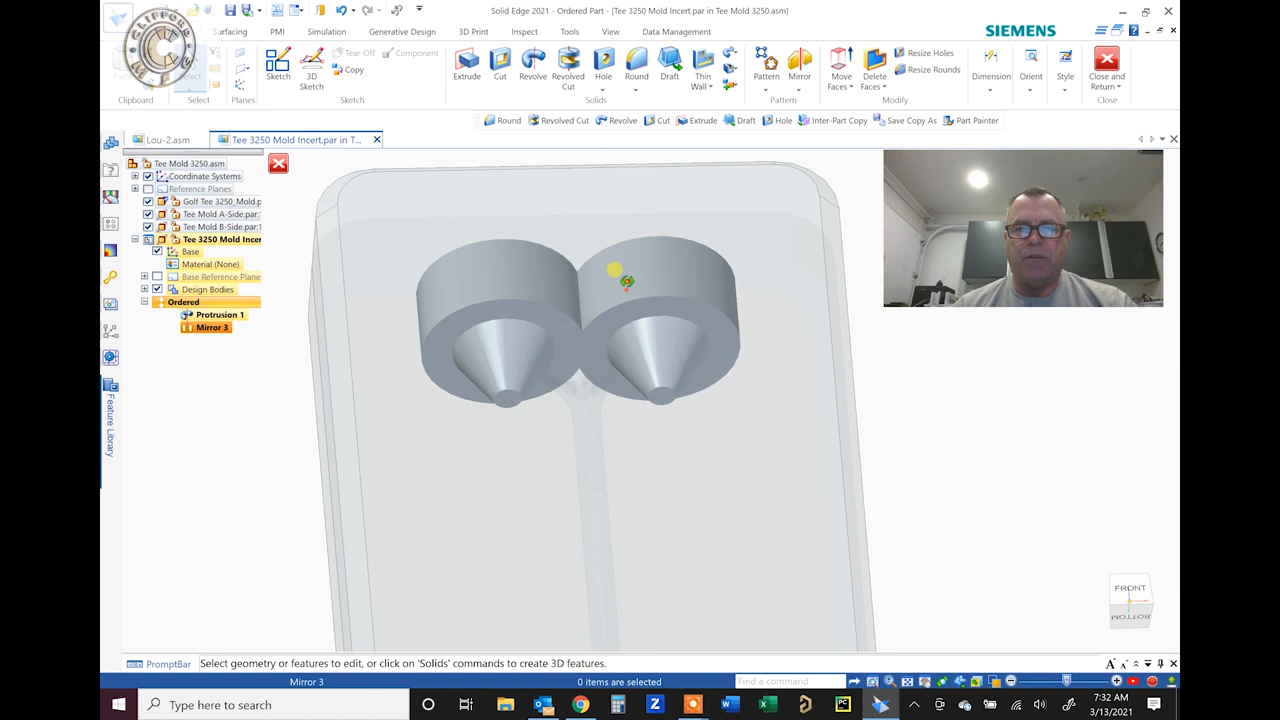 Solid Edge 2021 - Ordered Part - [Tee 3250 Mold Incert.par in Tee Mold 3250.asm]
CLIFFORD MFG.
Surfacing PMI Simulation Generative Design 3D Print Inspect Tools View Data Management
SIEMENS
Paste
Select
Sketch
3D Sketch
Tear-Off
Component
Copy
Extrude
Cut
Revolve
Revolved Cut
Hole
Round
Draft
Thin Wall
Pattern
Mirror
Move Faces
Delete Faces
Resize Holes
Resize Rounds
Dimension
Orient
Style
Close and Return
Clipboard Select Planes Sketch Solids Pattern Modify Close
Round Revolved Cut Revolve Cut Extrude Draft Hole Inter-Part Copy Save Copy As Part Painter
Lou-2.asm
Tee 3250 Mold Incert.par in T...
Tee Mold 3250.asm
Coordinate Systems
Reference Planes
Golf Tee 3250_Mold.p
Tee Mold A-Side.par:
Tee Mold B-Side.par:1
Tee 3250 Mold Incer
Base
Material (None)
Base Reference Plane
Design Bodies
Ordered
Protrusion 1
Mirror 3
Feature Library
FRONT
BOTTOM
PromptBar
Select geometry or features to edit, or click on 'Solids' commands to create 3D features.
Mirror 3
0 items are selected
Find a command
Type here to search
7:32 AM
3/13/2021